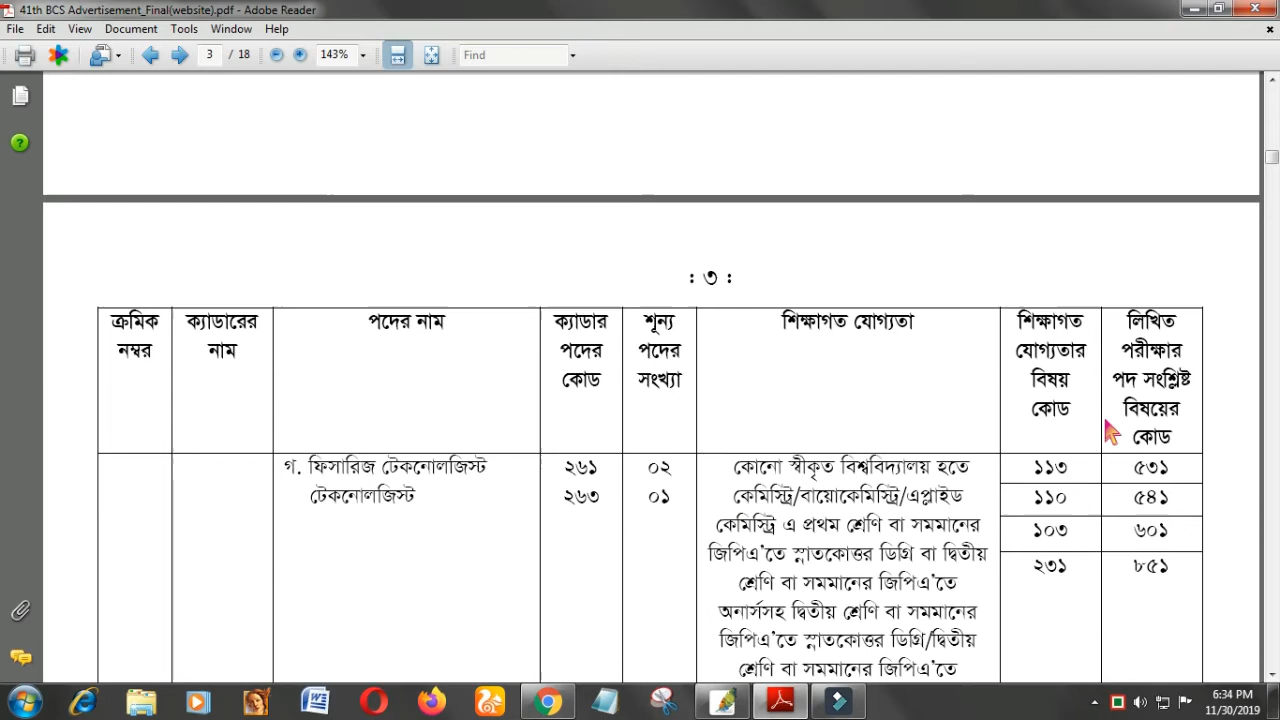 41th BCS Advertisement_Final(website).pdf - Adobe Reader
File Edit View Document Tools Window Help
3 / 18 143% Find
: ৩ :
ক্রমিক নম্বর
ক্যাডারের নাম
পদের নাম
ক্যাডার পদের কোড
শূন্য পদের সংখ্যা
শিক্ষাগত যোগ্যতা
শিক্ষাগত যোগ্যতার বিষয় কোড
লিখিত পরীক্ষার পদ সংশ্লিষ্ট বিষয়ের কোড
গ. ফিসারিজ টেকনোলজিস্ট ২৬১ ০২ কোনো স্বীকৃত বিশ্ববিদ্যালয় হতে ১১৩ ৫৩১
টেকনোলজিস্ট ২৬৩ ০১ কেমিস্ট্রি/বায়োকেমিস্ট্রি/এপ্লাইড ১১০ ৫৪১
কেমিস্ট্রি এ প্রথম শ্রেণি বা সমমানের ১০৩ ৬০১
জিপিএ'তে স্নাতকোত্তর ডিগ্রি বা দ্বিতীয় ২৩১ ৮৫১
শ্রেণি বা সমমানের জিপিএ'তে
অনার্সসহ দ্বিতীয় শ্রেণি বা সমমানের
জিপিএ'তে স্নাতকোত্তর ডিগ্রি/দ্বিতীয়
শ্রেণি বা সমমানের জিপিএ'তে
6:34 PM
11/30/2019